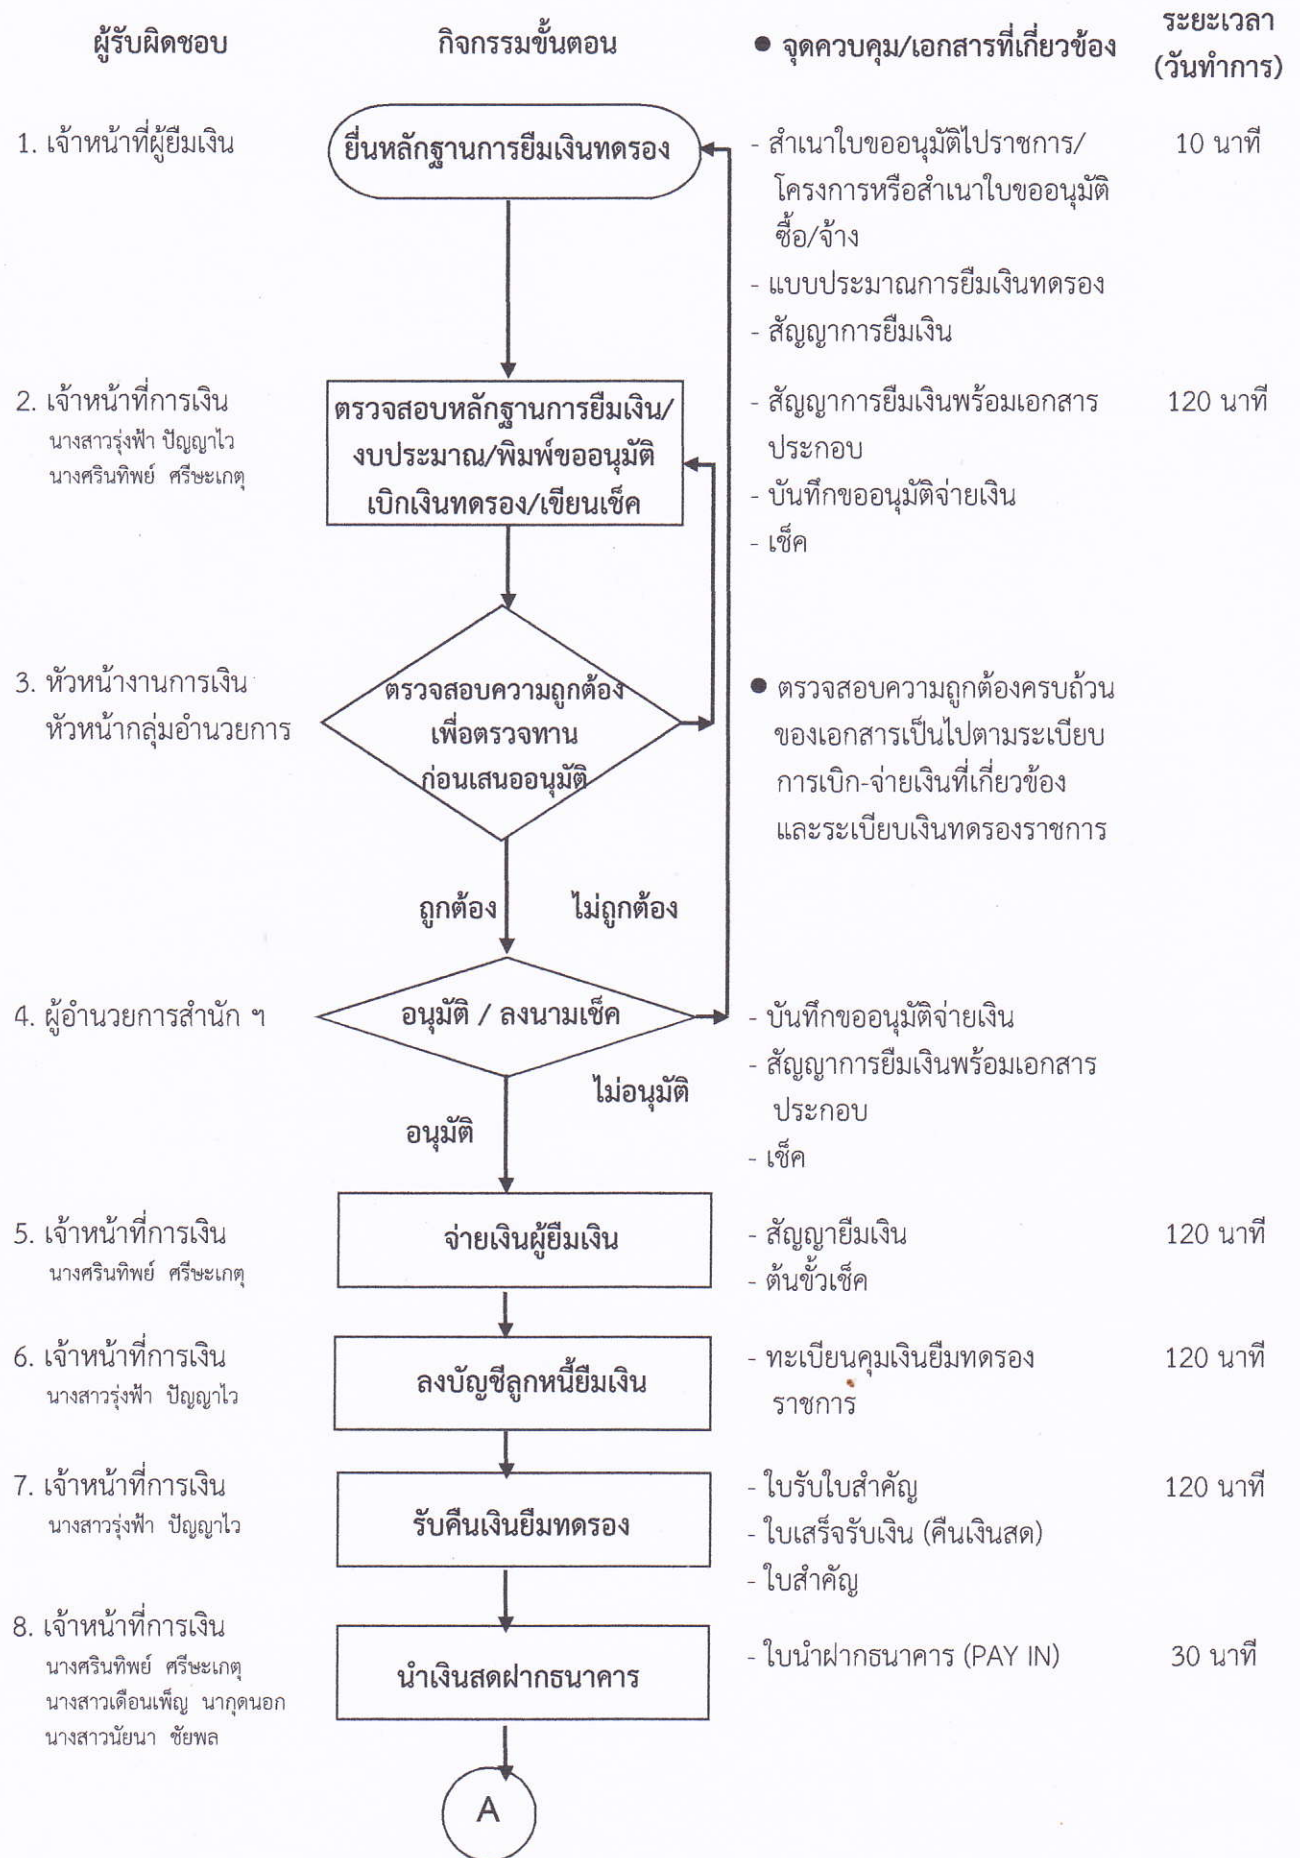 ผู้รับผิดชอบ
กิจกรรมขั้นตอน
● จุดควบคุม/เอกสารที่เกี่ยวข้อง
ระยะเวลา
(วันทำการ)
1. เจ้าหน้าที่ผู้ยืมเงิน
ยื่นหลักฐานการยืมเงินทดรอง
- สำเนาใบขออนุมัติไปราชการ/
โครงการหรือสำเนาใบขออนุมัติ
ซื้อ/จ้าง
- แบบประมาณการยืมเงินทดรอง
- สัญญาการยืมเงิน
10 นาที
2. เจ้าหน้าที่การเงิน
นางสาวรุ่งฟ้า ปัญญาไว
นางศรินทิพย์ ศรีษะเกตุ
ตรวจสอบหลักฐานการยืมเงิน/
งบประมาณ/พิมพ์ขออนุมัติ
เบิกเงินทดรอง/เขียนเช็ค
- สัญญาการยืมเงินพร้อมเอกสาร
ประกอบ
- บันทึกขออนุมัติจ่ายเงิน
- เช็ค
120 นาที
3. หัวหน้างานการเงิน
หัวหน้ากลุ่มอำนวยการ
ตรวจสอบความถูกต้อง
เพื่อตรวจทาน
ก่อนเสนออนุมัติ
● ตรวจสอบความถูกต้องครบถ้วน
ของเอกสารเป็นไปตามระเบียบ
การเบิก-จ่ายเงินที่เกี่ยวข้อง
และระเบียบเงินทดรองราชการ
ถูกต้อง
ไม่ถูกต้อง
4. ผู้อำนวยการสำนัก ฯ
อนุมัติ / ลงนามเช็ค
- บันทึกขออนุมัติจ่ายเงิน
- สัญญาการยืมเงินพร้อมเอกสาร
ประกอบ
- เช็ค
ไม่อนุมัติ
อนุมัติ
5. เจ้าหน้าที่การเงิน
นางศรินทิพย์ ศรีษะเกตุ
จ่ายเงินผู้ยืมเงิน
- สัญญายืมเงิน
- ต้นขั้วเช็ค
120 นาที
6. เจ้าหน้าที่การเงิน
นางสาวรุ่งฟ้า ปัญญาไว
ลงบัญชีลูกหนี้ยืมเงิน
- ทะเบียนคุมเงินยืมทดรอง
ราชการ
120 นาที
7. เจ้าหน้าที่การเงิน
นางสาวรุ่งฟ้า ปัญญาไว
รับคืนเงินยืมทดรอง
- ใบรับใบสำคัญ
- ใบเสร็จรับเงิน (คืนเงินสด)
- ใบสำคัญ
120 นาที
8. เจ้าหน้าที่การเงิน
นางศรินทิพย์ ศรีษะเกตุ
นางสาวเดือนเพ็ญ นากุดนอก
นางสาวนัยนา ชัยพล
นำเงินสดฝากธนาคาร
- ใบนำฝากธนาคาร (PAY IN)
30 นาที
A